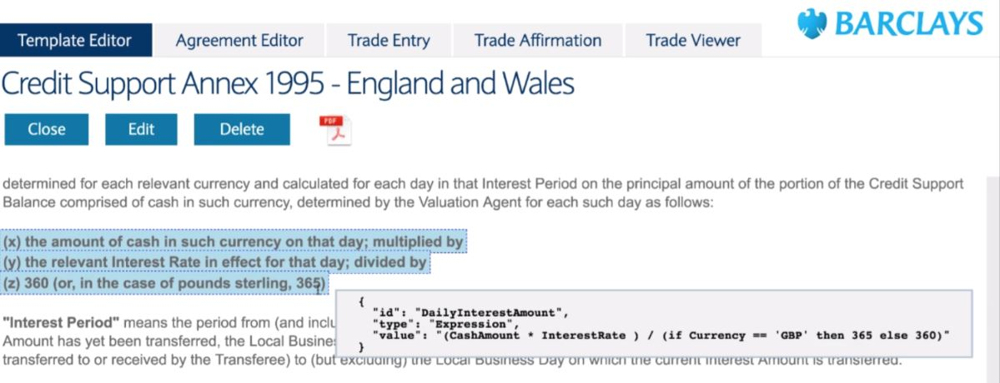 BARCLAYS
Template Editor Agreement Editor Trade Entry Trade Affirmation Trade Viewer
Credit Support Annex 1995 - England and Wales
Close Edit Delete PDF
determined for each relevant currency and calculated for each day in that Interest Period on the principal amount of the portion of the Credit Support
Balance comprised of cash in such currency, determined by the Valuation Agent for each such day as follows:
(x) the amount of cash in such currency on that day; multiplied by
(y) the relevant Interest Rate in effect for that day; divided by
(z) 360 (or, in the case of pounds sterling, 365)
{
"id": "DailyInterestAmount",
"type": "Expression",
"value": "(CashAmount * InterestRate ) / (if Currency == 'GBP' then 365 else 360)"
}
"Interest Period" means the period from (and
Amount has yet been transferred, the Local
transferred to or received by the Transferee) to (but excluding) the Local Business Day on which the current Interest Amount is transferred.